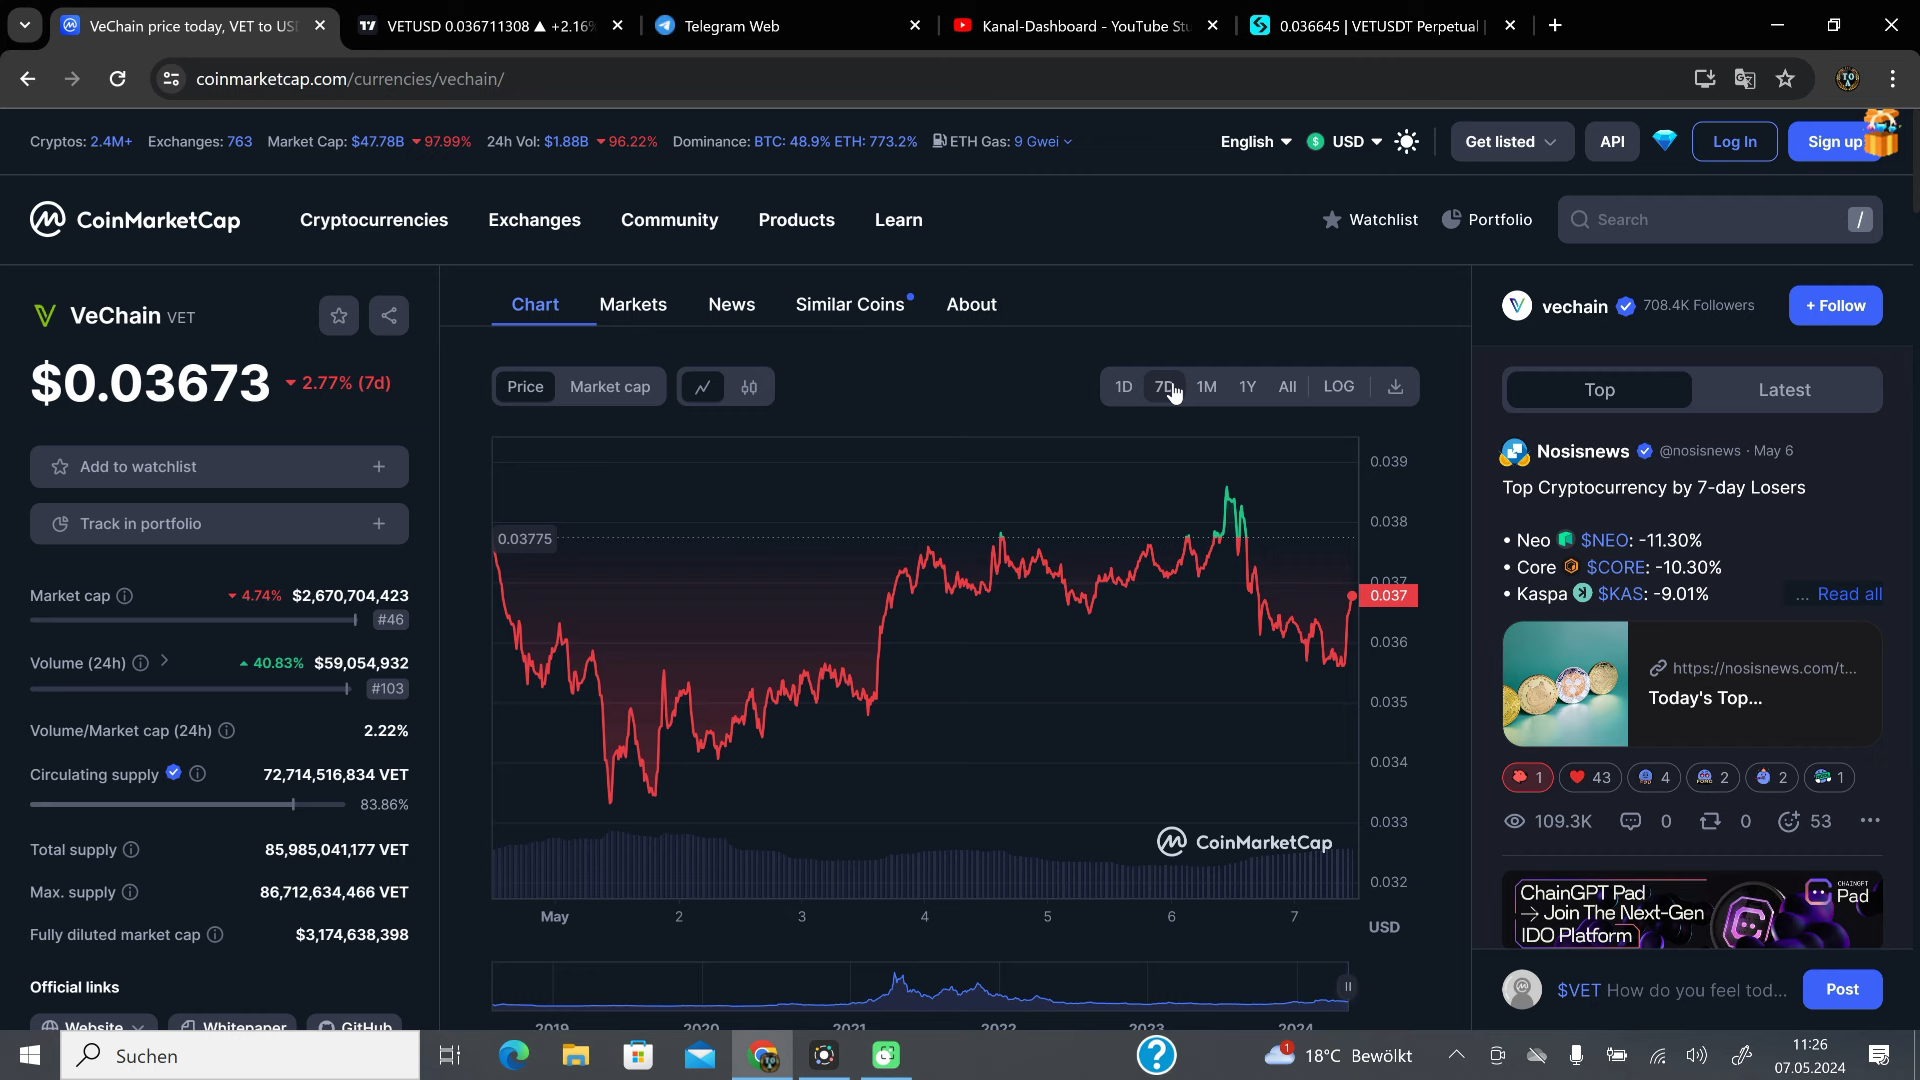 VeChain price today, VET to US
VETUSD 0.036711308 ▲ +2.16%
Telegram Web
Kanal-Dashboard - YouTube Stu
0.036645 | VETUSDT Perpetual
coinmarketcap.com/currencies/vechain/
Cryptos: 2.4M+ Exchanges: 763 Market Cap: $47.78B 97.99% 24h Vol: $1.88B 96.22% Dominance: BTC: 48.9% ETH: 773.2% ETH Gas: 9 Gwei
English USD Get listed API Log In Sign up
CoinMarketCap Cryptocurrencies Exchanges Community Products Learn
Watchlist Portfolio Search /
VeChain VET
$0.03673 2.77% (7d)
Add to watchlist +
Track in portfolio +
Market cap 4.74% $2,670,704,423
#46
Volume (24h) 40.83% $59,054,932
#103
Volume/Market cap (24h) 2.22%
Circulating supply 72,714,516,834 VET
83.86%
Total supply 85,985,041,177 VET
Max. supply 86,712,634,466 VET
Fully diluted market cap $3,174,638,398
Official links
Website Whitepaper GitHub
Chart Markets News Similar Coins About
Price Market cap
1D 7D 1M 1Y All LOG
0.039
0.038
0.03775
0.037
0.037
0.036
0.035
0.034
0.033
0.032
CoinMarketCap
May 2 3 4 5 6 7
USD
2019 2020 2021 2022 2023 2024
vechain 708.4K Followers + Follow
Top Latest
Nosisnews @nosisnews · May 6
Top Cryptocurrency by 7-day Losers
• Neo $NEO: -11.30%
• Core $CORE: -10.30%
• Kaspa $KAS: -9.01% ... Read all
https://nosisnews.com/t...
Today's Top...
1 43 4 2 2 1
109.3K 0 0 53
ChainGPT Pad
→ Join The Next-Gen
IDO Platform
CHAINGPT
Pad
$VET How do you feel tod... Post
Suchen
1
18°C Bewölkt
11:26
07.05.2024